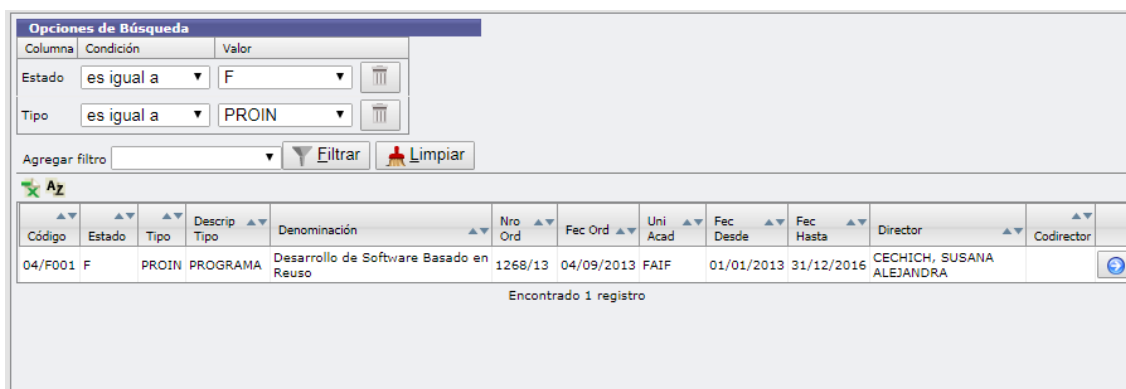 Opciones de Búsqueda
Columna Condición Valor
Estado es igual a F
Tipo es igual a PROIN
Agregar filtro Filtrar Limpiar
AZ
Código Estado Tipo Descrip Tipo Denominación Nro Ord Fec Ord Uni Acad Fec Desde Fec Hasta Director Codirector
04/F001 F PROIN PROGRAMA Desarrollo de Software Basado en Reuso 1268/13 04/09/2013 FAIF 01/01/2013 31/12/2016 CECHICH, SUSANA ALEJANDRA
Encontrado 1 registro